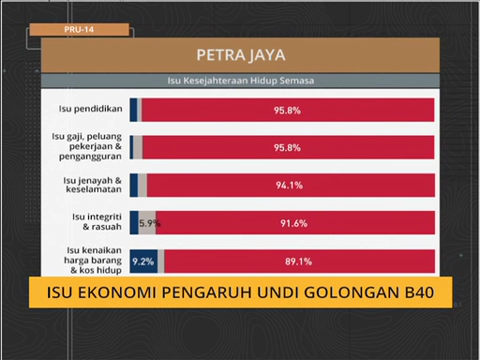 PRU-14
PETRA JAYA
Isu Kesejahteraan Hidup Semasa
Isu pendidikan
95.8%
Isu gaji, peluang
pekerjaan &
pengangguran
95.8%
Isu jenayah &
keselamatan
94.1%
Isu integriti
& rasuah
5.9%
91.6%
Isu kenaikan
harga barang
& kos hidup
9.2%
89.1%
ISU EKONOMI PENGARUH UNDI GOLONGAN B40